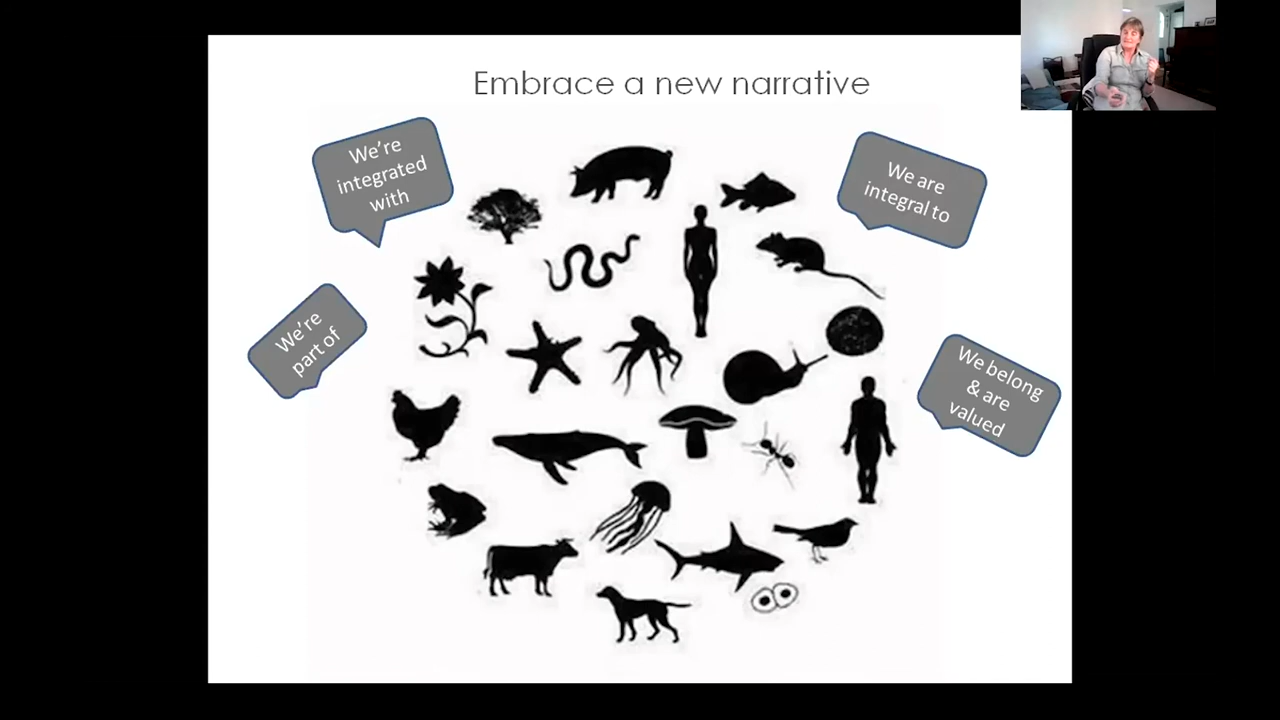 Embrace a new narrative
We're
integrated
with
We are
integral to
We're
part of
We belong
& are
valued